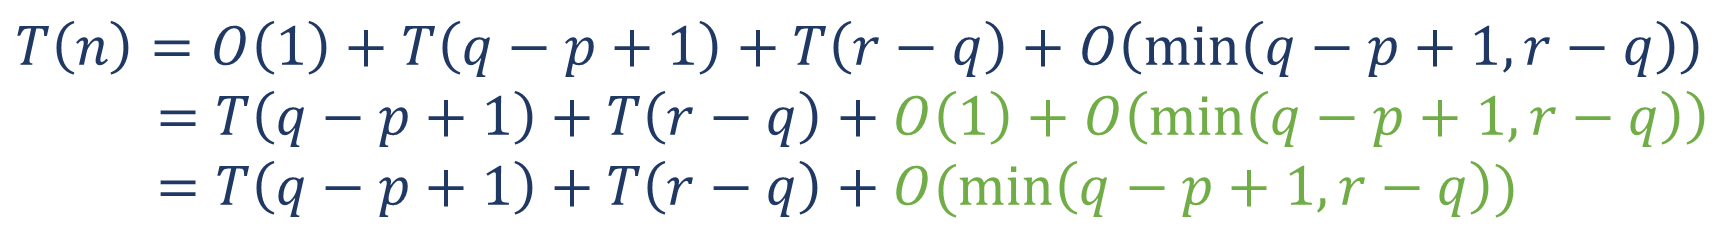 T(n) = O(1) + T(q − p + 1) + T(r − q) + O(min(q − p + 1, r − q))
= T(q − p + 1) + T(r − q) + O(1) + O(min(q − p + 1, r − q))
= T(q − p + 1) + T(r − q) + O(min(q − p + 1, r − q))